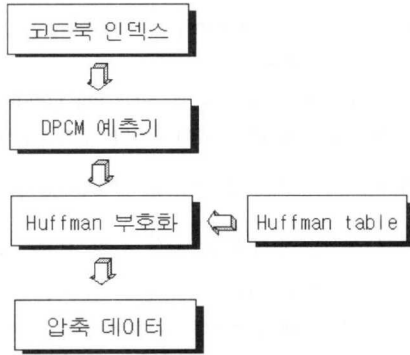 코드북 인덱스
DPCM 예측기
Huffman 부호화
Huffman table
압축 데이터